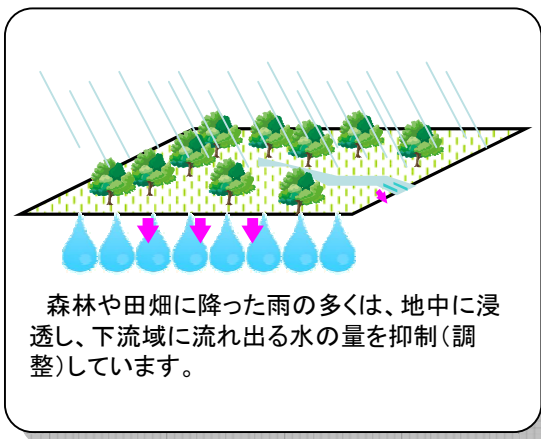 森林や田畑に降った雨の多くは、地中に浸
透し、下流域に流れ出る水の量を抑制(調
整)しています。